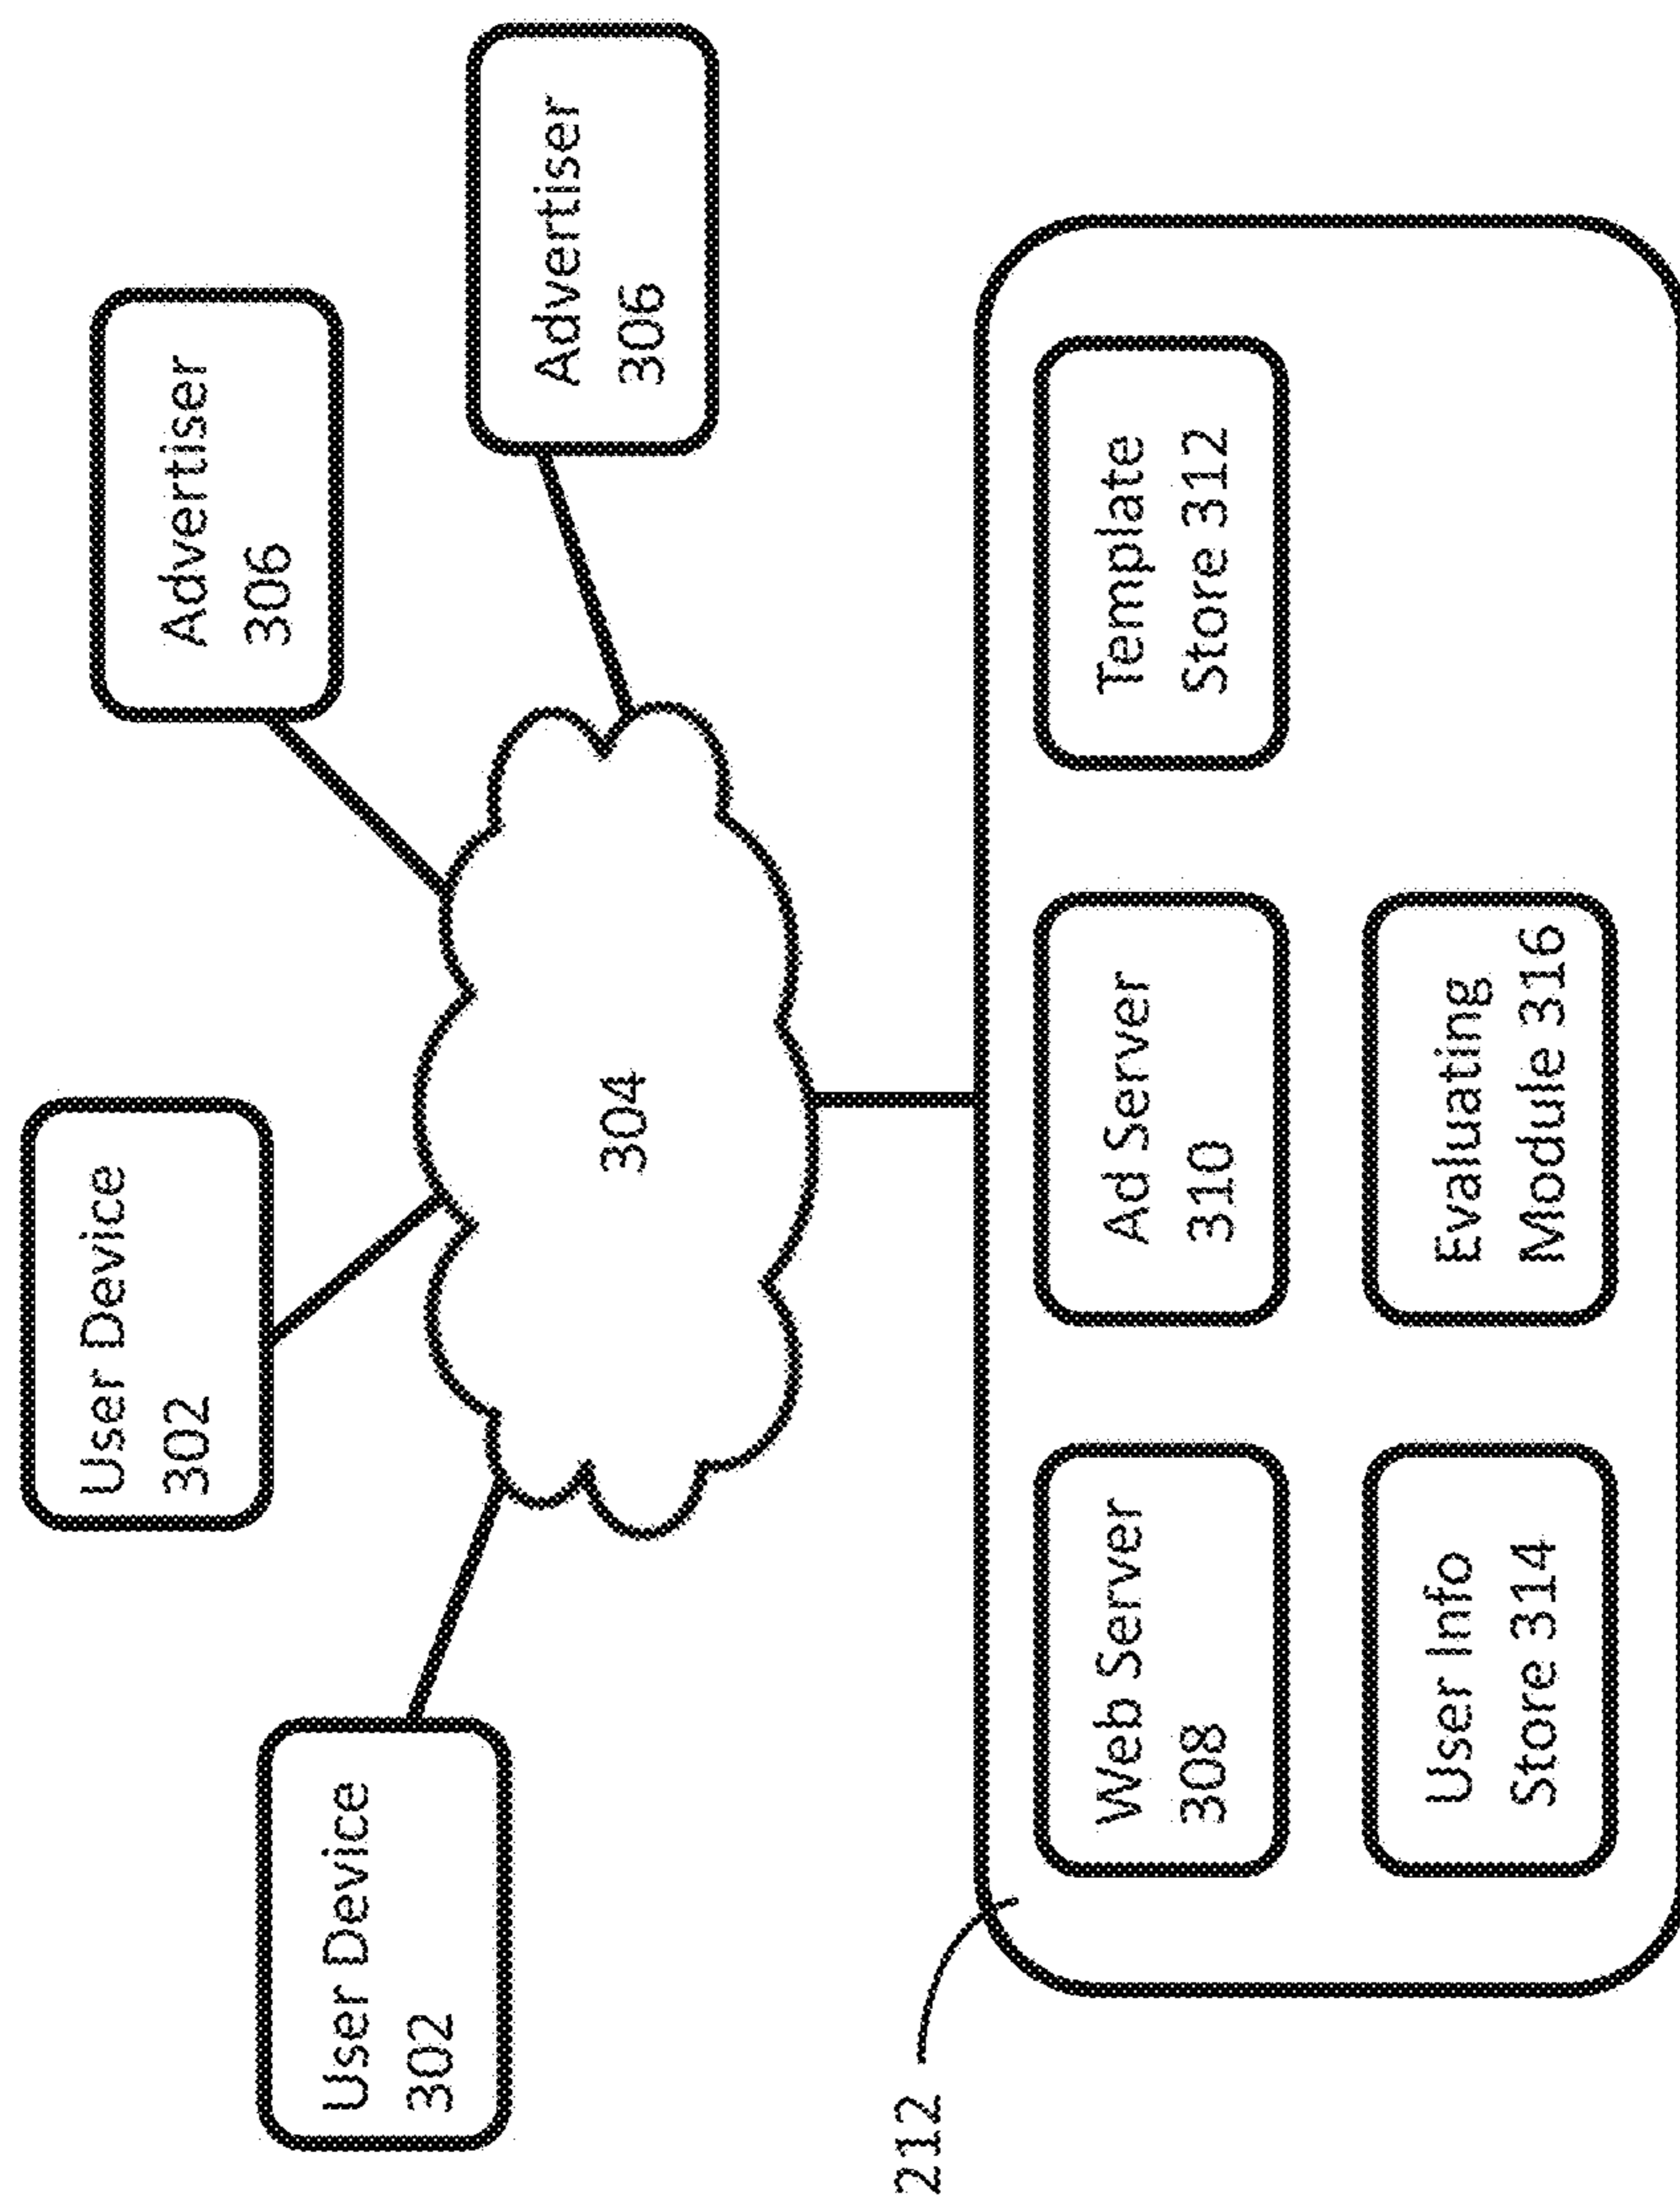 User Device
302
User Device
302
Advertiser
306
Advertiser
306
304
212
Web Server
308
Ad Server
310
Template
Store 312
User Info
Store 314
Evaluating
Module 316